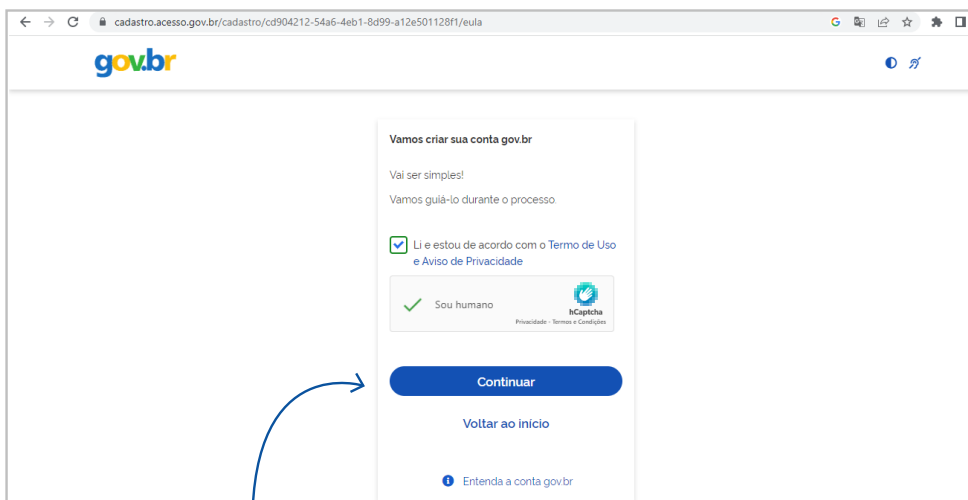 cadastro.acesso.gov.br/cadastro/cd904212-54a6-4eb1-8d99-a12e501128f1/eula
gov.br
Vamos criar sua conta gov.br
Vai ser simples!
Vamos guiá-lo durante o processo.
Li e estou de acordo com o Termo de Uso
e Aviso de Privacidade
Sou humano
hCaptcha
Privacidade - Termos e Condições
Continuar
Voltar ao início
Entenda a conta gov.br